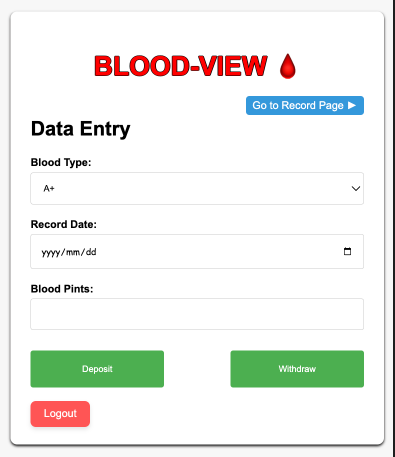 BLOOD-VIEW
Go to Record Page ▶
Data Entry
Blood Type:
A+
Record Date:
yyyy/mm/dd
Blood Pints:
Deposit Withdraw
Logout